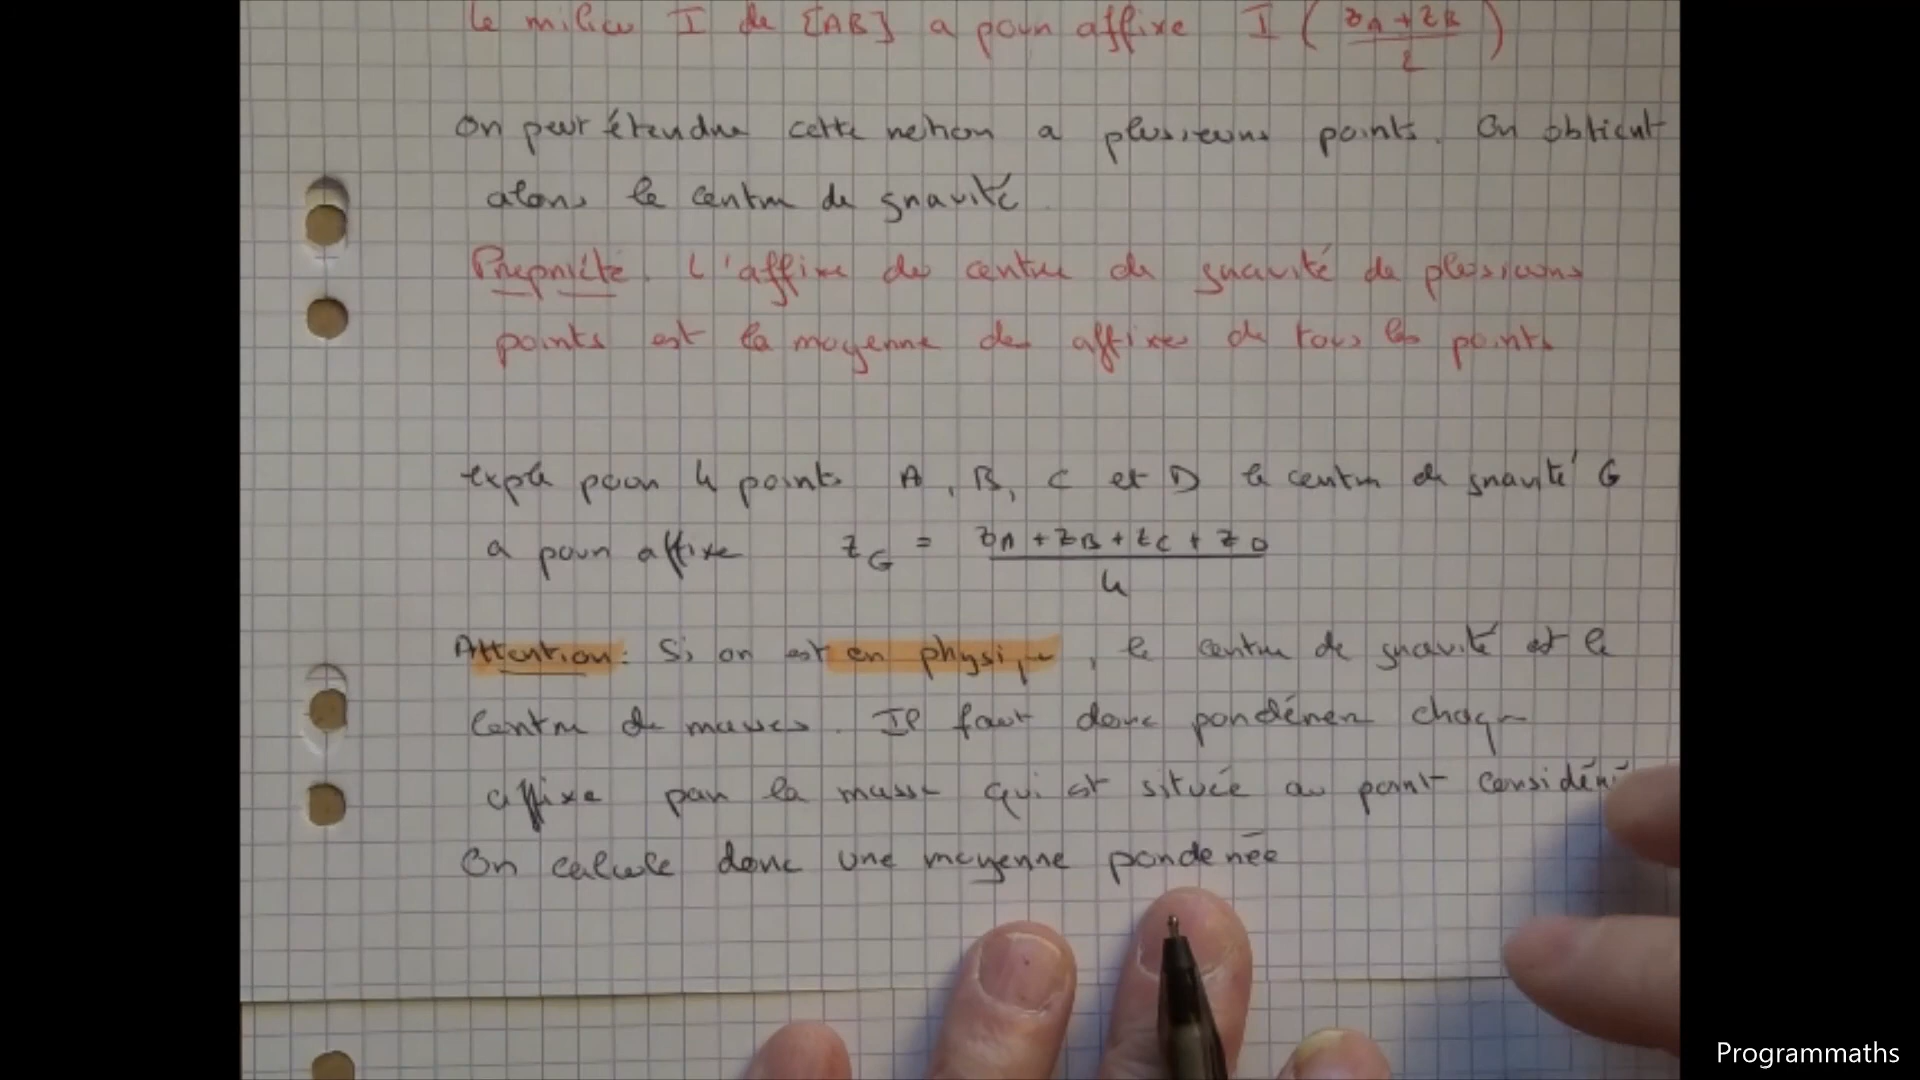 Le milieu I de [AB] a pour affixe I ( zA + zB / 2 )
On peut étendre cette notion a plusieurs points. On obtient
alors le centre de gravité.
Propriété. L'affixe du centre de gravité de plusieurs
points est la moyenne des affixes de tous les points
exple pour 4 points A, B, C et D le centre de gravité G
a pour affixe zG = zA + zB + zC + zD / 4
Attention: Si on est en physique, le centre de gravité est le
centre de masses. Il faut donc pondérer chaque
affixe par la masse qui est située au point considéré
On calcule donc une moyenne pondérée
Programmaths